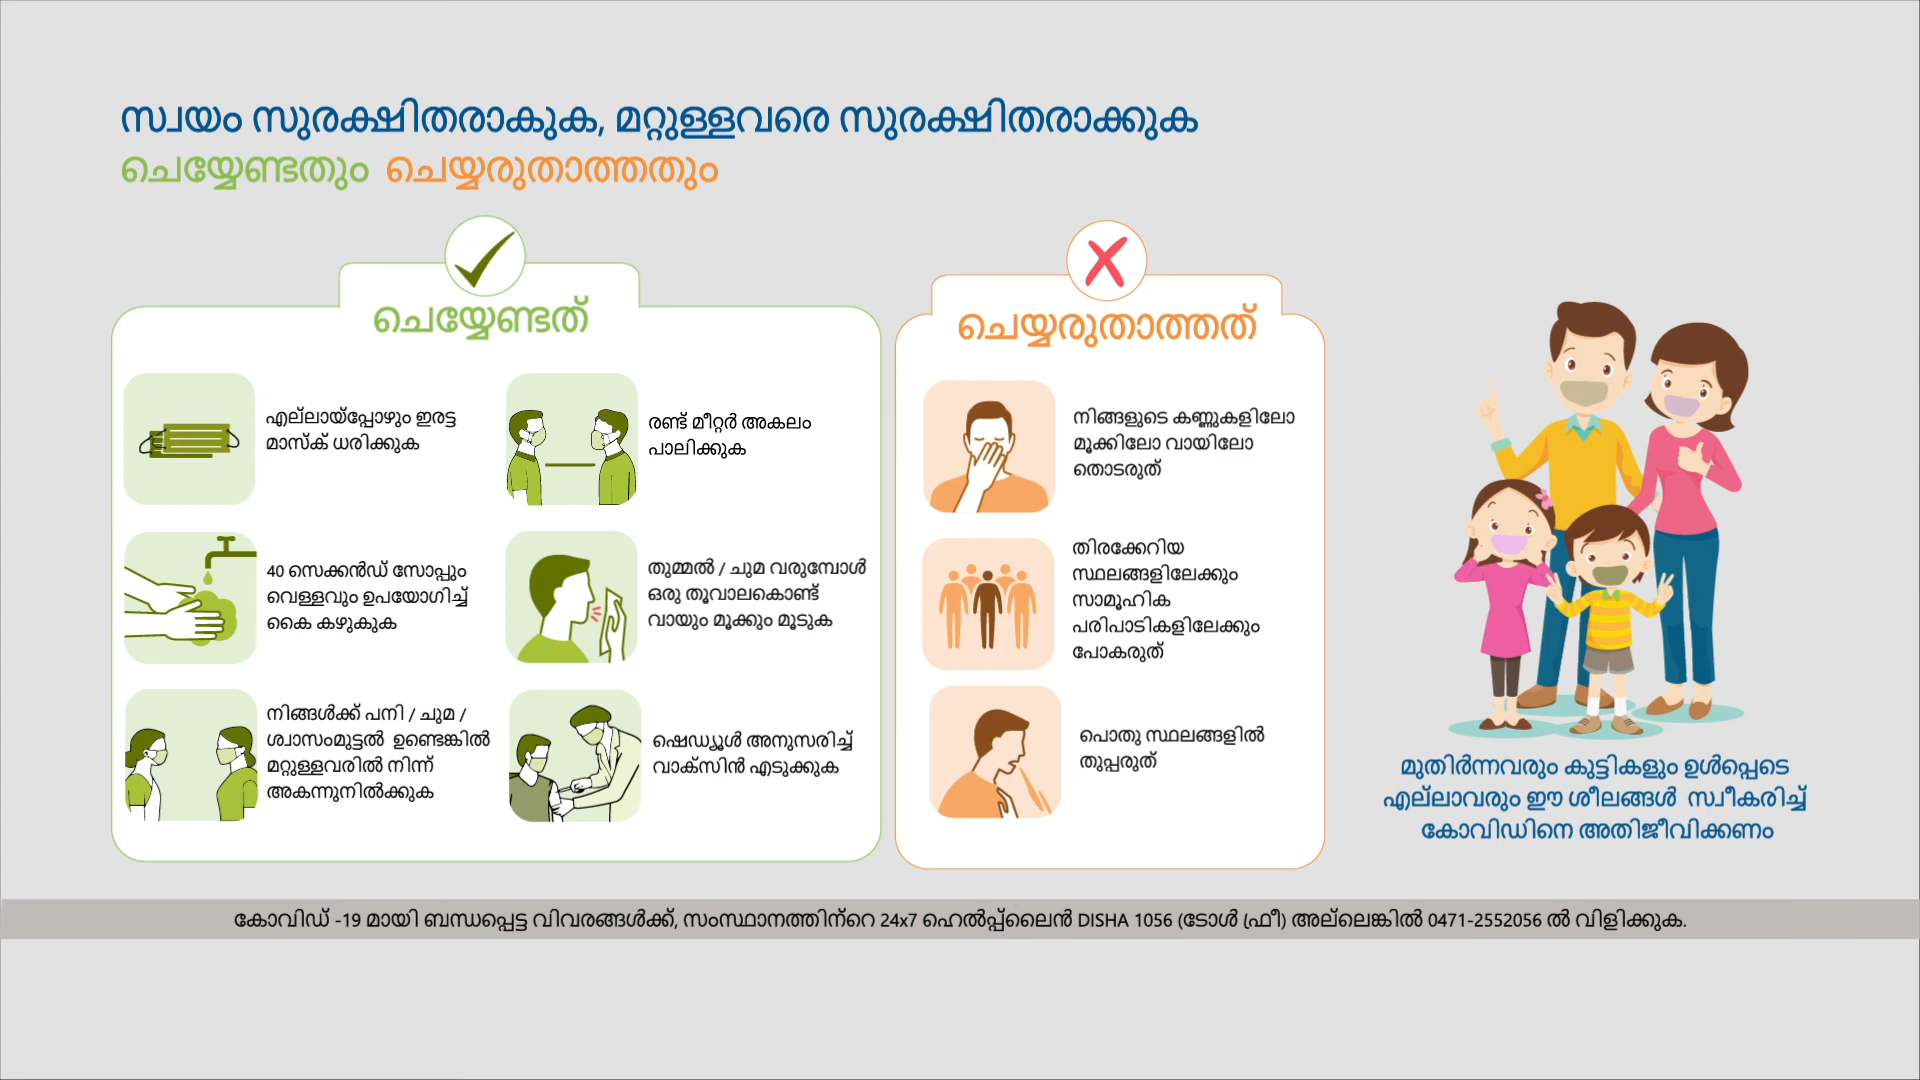 സ്വയം സുരക്ഷിതരാകുക, മറ്റുള്ളവരെ സുരക്ഷിതരാക്കുക
ചെയ്യേണ്ടതും ചെയ്യരുതാത്തതും
ചെയ്യേണ്ടത്
എല്ലായ്പ്പോഴും ഇരട്ട
മാസ്ക് ധരിക്കുക
രണ്ട് മീറ്റർ അകലം
പാലിക്കുക
40 സെക്കൻഡ് സോപ്പും
വെള്ളവും ഉപയോഗിച്ച്
കൈ കഴുകുക
തുമ്മൽ / ചുമ വരുമ്പോൾ
ഒരു തൂവാലകൊണ്ട്
വായും മൂക്കും മൂടുക
നിങ്ങൾക്ക് പനി / ചുമ /
ശ്വാസംമുട്ടൽ ഉണ്ടെങ്കിൽ
മറ്റുള്ളവരിൽ നിന്ന്
അകന്നുനിൽക്കുക
ഷെഡ്യൂൾ അനുസരിച്ച്
വാക്സിൻ എടുക്കുക
ചെയ്യരുതാത്തത്
നിങ്ങളുടെ കണ്ണുകളിലോ
മൂക്കിലോ വായിലോ
തൊടരുത്
തിരക്കേറിയ
സ്ഥലങ്ങളിലേക്കും
സാമൂഹിക
പരിപാടികളിലേക്കും
പോകരുത്
പൊതു സ്ഥലങ്ങളിൽ
തുപ്പരുത്
മുതിർന്നവരും കുട്ടികളും ഉൾപ്പെടെ
എല്ലാവരും ഈ ശീലങ്ങൾ സ്വീകരിച്ച്
കോവിഡിനെ അതിജീവിക്കണം
കോവിഡ് -19 മായി ബന്ധപ്പെട്ട വിവരങ്ങൾക്ക്, സംസ്ഥാനത്തിന്റെ 24x7 ഹെൽപ്പ്ലൈൻ DISHA 1056 (ടോൾ ഫ്രീ) അല്ലെങ്കിൽ 0471-2552056 ൽ വിളിക്കുക.